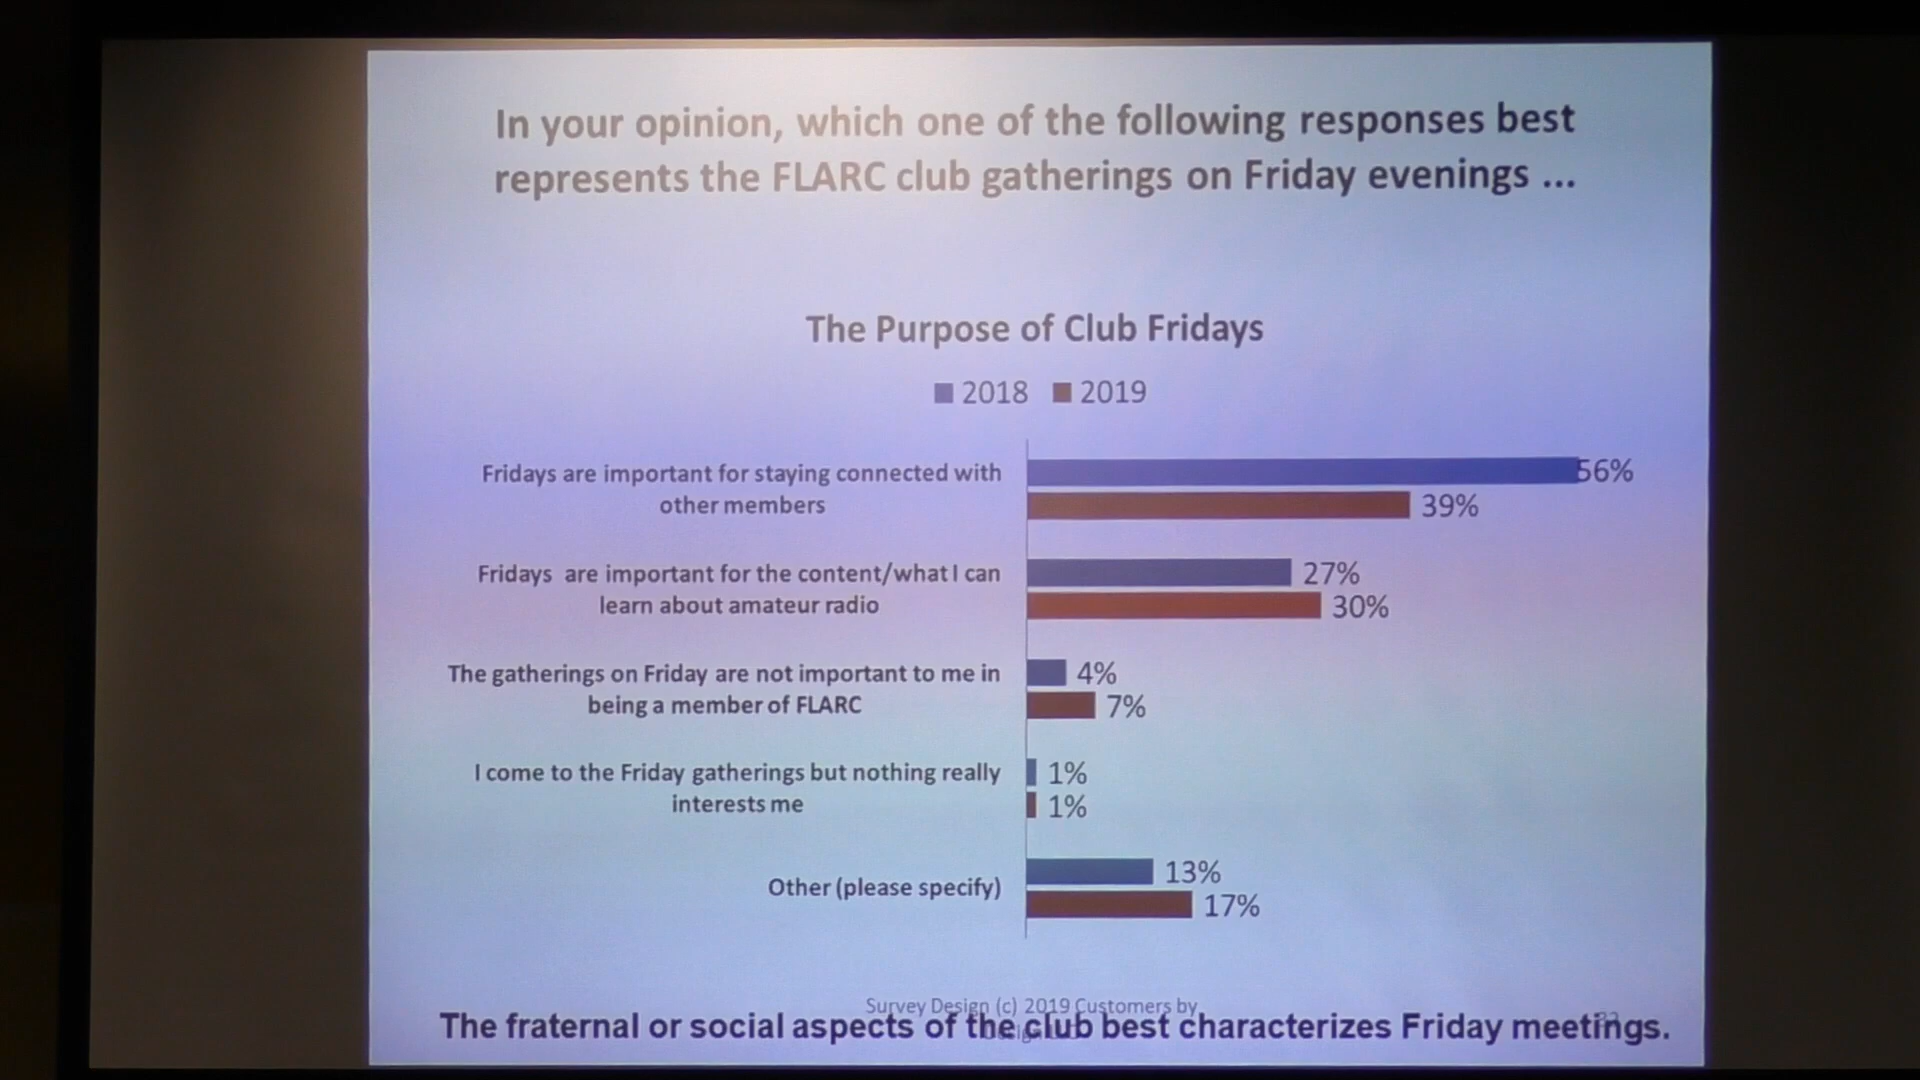 In your opinion, which one of the following responses best
represents the FLARC club gatherings on Friday evenings ...
The Purpose of Club Fridays
2018 2019
Fridays are important for staying connected with
other members
56%
39%
Fridays are important for the content/what I can
learn about amateur radio
27%
30%
The gatherings on Friday are not important to me in
being a member of FLARC
4%
7%
I come to the Friday gatherings but nothing really
interests me
1%
1%
Other (please specify)
13%
17%
Survey Design (c) 2019 Customers by
The fraternal or social aspects of the club best characterizes Friday meetings.